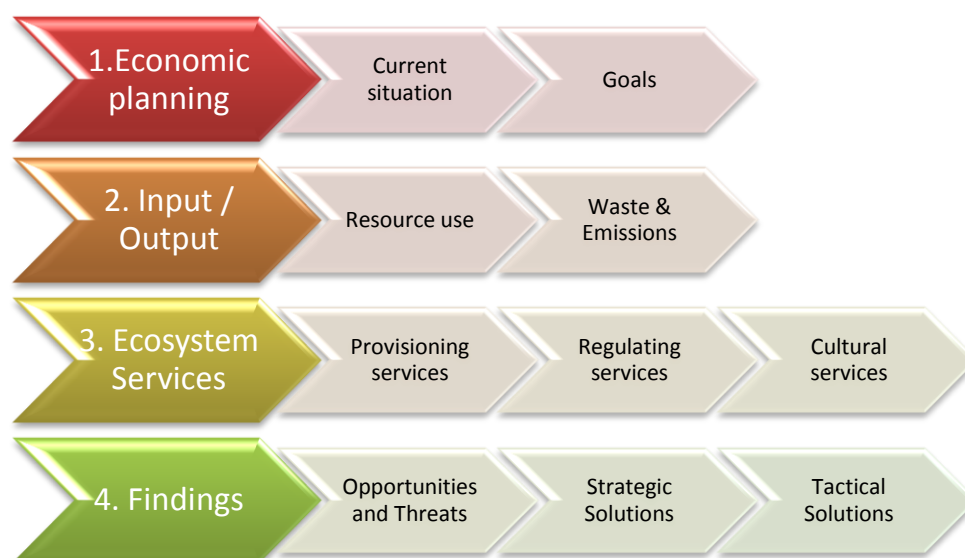 1.Economic
planning
Current
situation
Goals
2. Input /
Output
Resource use
Waste &
Emissions
3. Ecosystem
Services
Provisioning
services
Regulating
services
Cultural
services
4. Findings
Opportunities
and Threats
Strategic
Solutions
Tactical
Solutions